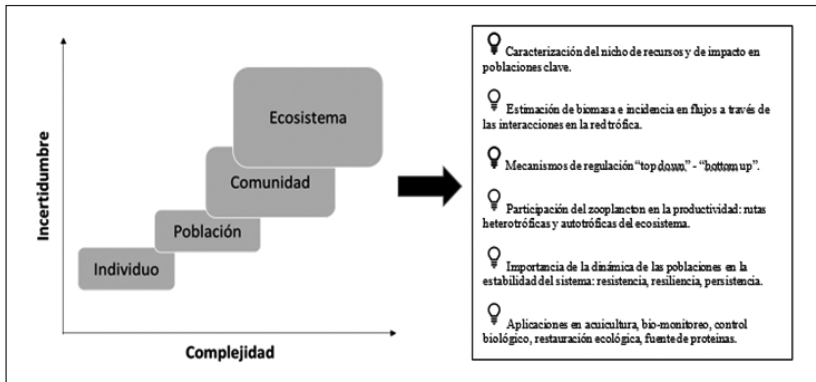 Incertidumbre
Ecosistema
Comunidad
Población
Individuo
Complejidad
Caracterización del nicho de recursos y de impacto en
poblaciones clave.
Estimación de biomasa e incidencia en flujos a través de
las interacciones en la red trófica.
Mecanismos de regulación “top down” - “bottom up”.
Participación del zooplancton en la productividad: rutas
heterotróficas y autotróficas del ecosistema.
Importancia de la dinámica de las poblaciones en la
estabilidad del sistema: resistencia, resiliencia, persistencia.
Aplicaciones en acuicultura, bio-monitoreo, control
biológico, restauración ecológica, fuente de proteinas.